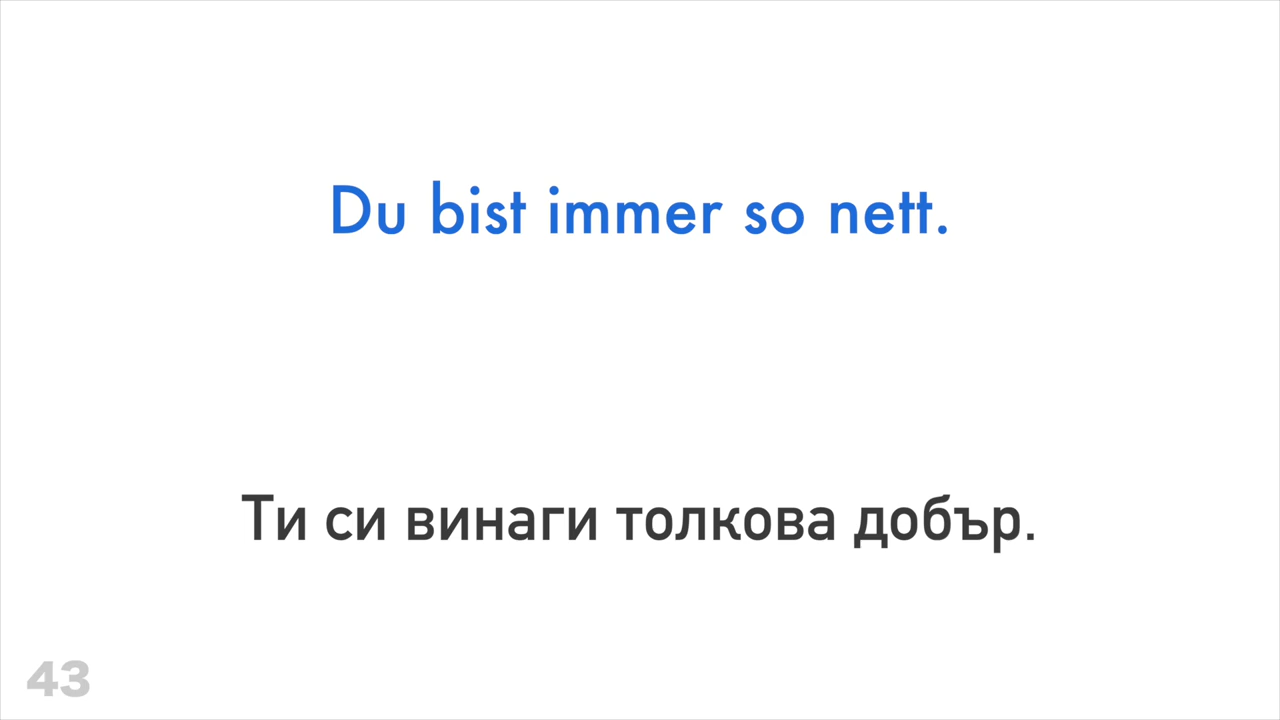 Du bist immer so nett.
Ти си винаги толкова добър.
43